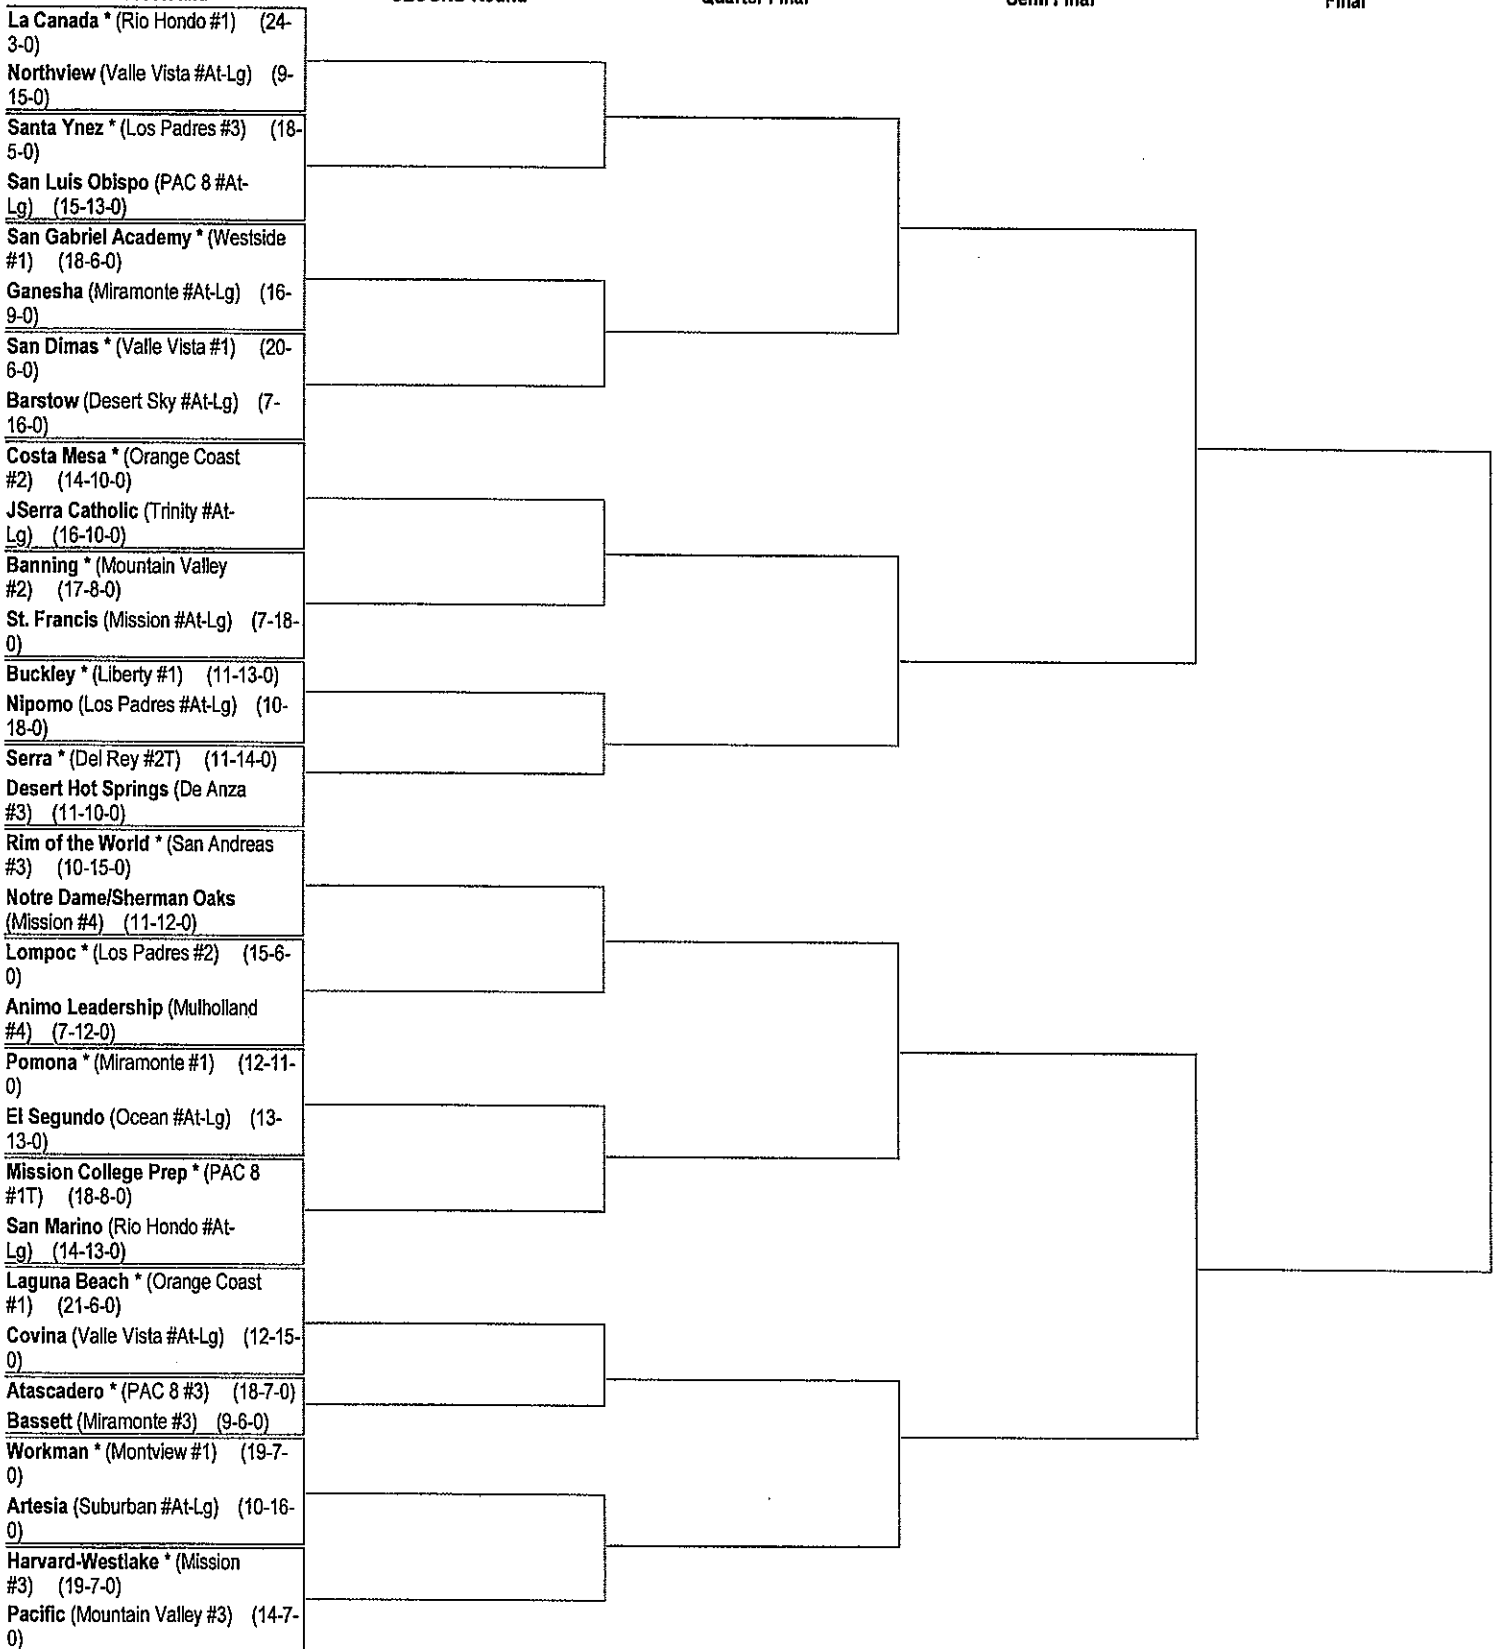 SECOND Round Quarter Final Semi Final Final
La Canada * (Rio Hondo #1) (24-
3-0)
Northview (Valle Vista #At-Lg) (9-
15-0)
Santa Ynez * (Los Padres #3) (18-
5-0)
San Luis Obispo (PAC 8 #At-
Lg) (15-13-0)
San Gabriel Academy * (Westside
#1) (18-6-0)
Ganesha (Miramonte #At-Lg) (16-
9-0)
San Dimas * (Valle Vista #1) (20-
6-0)
Barstow (Desert Sky #At-Lg) (7-
16-0)
Costa Mesa * (Orange Coast
#2) (14-10-0)
JSerra Catholic (Trinity #At-
Lg) (16-10-0)
Banning * (Mountain Valley
#2) (17-8-0)
St. Francis (Mission #At-Lg) (7-18-
0)
Buckley * (Liberty #1) (11-13-0)
Nipomo (Los Padres #At-Lg) (10-
18-0)
Serra * (Del Rey #2T) (11-14-0)
Desert Hot Springs (De Anza
#3) (11-10-0)
Rim of the World * (San Andreas
#3) (10-15-0)
Notre Dame/Sherman Oaks
(Mission #4) (11-12-0)
Lompoc * (Los Padres #2) (15-6-
0)
Animo Leadership (Mulholland
#4) (7-12-0)
Pomona * (Miramonte #1) (12-11-
0)
El Segundo (Ocean #At-Lg) (13-
13-0)
Mission College Prep * (PAC 8
#1T) (18-8-0)
San Marino (Rio Hondo #At-
Lg) (14-13-0)
Laguna Beach * (Orange Coast
#1) (21-6-0)
Covina (Valle Vista #At-Lg) (12-15-
0)
Atascadero * (PAC 8 #3) (18-7-0)
Bassett (Miramonte #3) (9-6-0)
Workman * (Montview #1) (19-7-
0)
Artesia (Suburban #At-Lg) (10-16-
0)
Harvard-Westlake * (Mission
#3) (19-7-0)
Pacific (Mountain Valley #3) (14-7-
0)